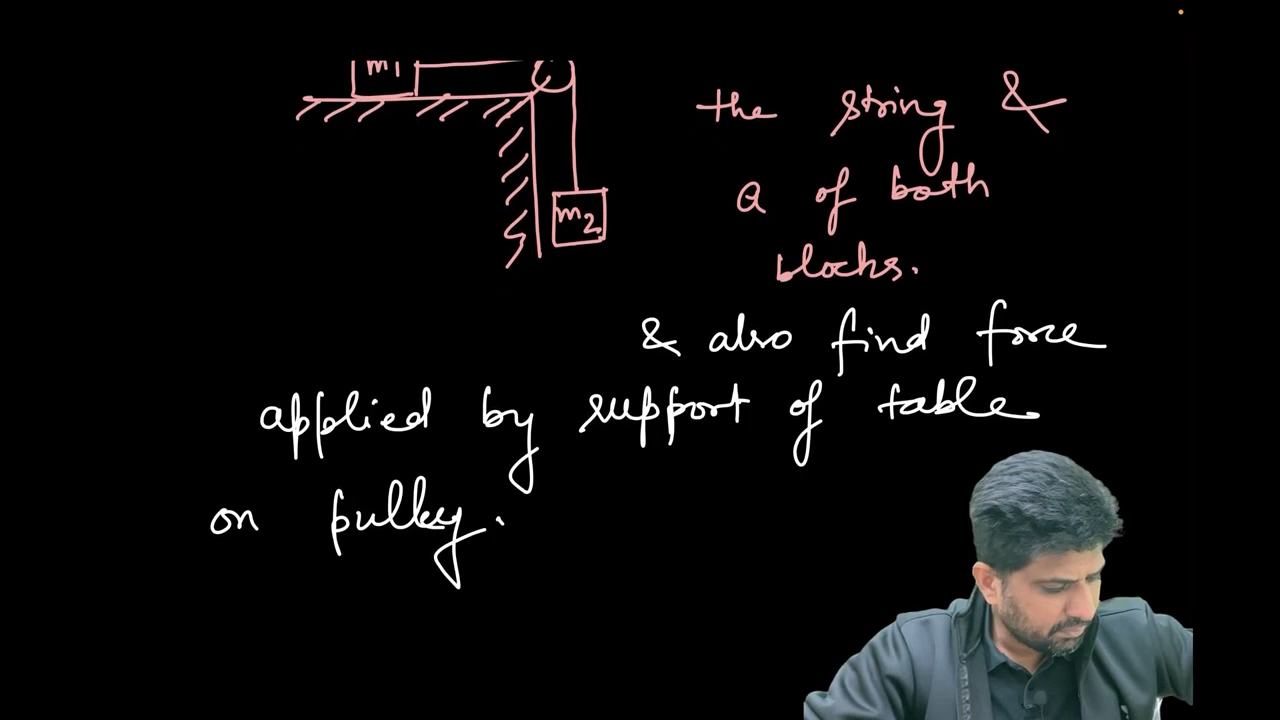 m1
the string &
a of both
m2
blocks.
& also find force
applied by support of table
on pulley.